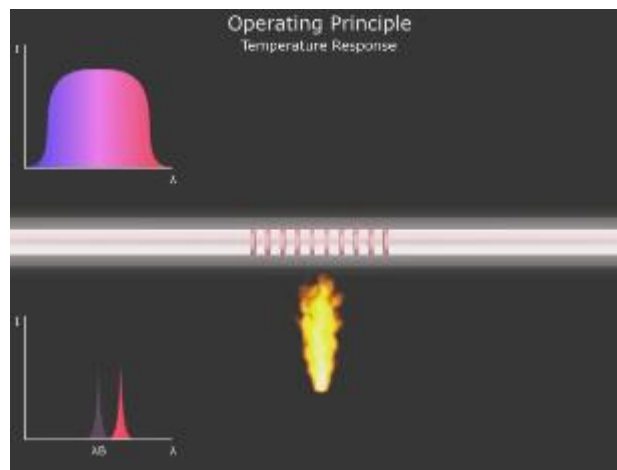 Operating Principle
Temperature Response
I
λ
I
λB
λ